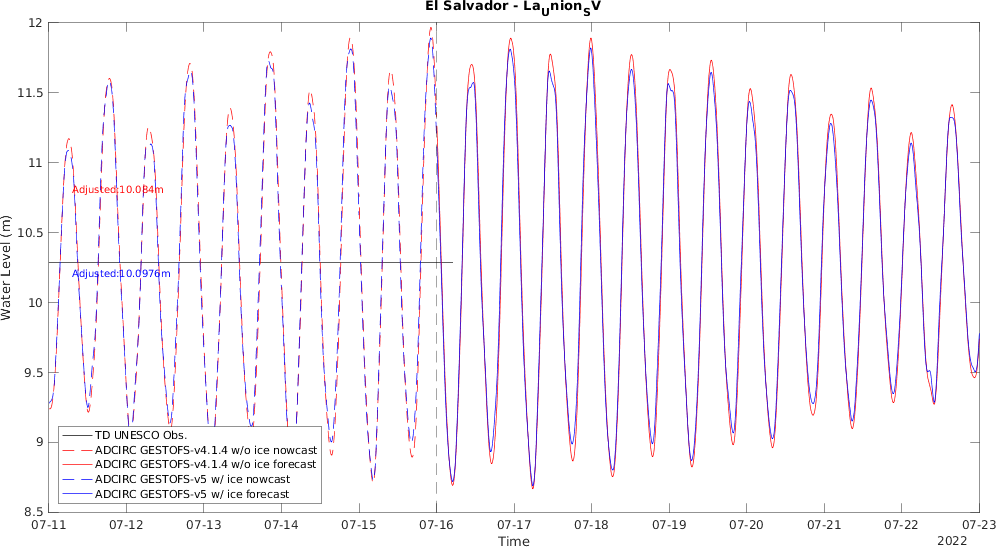 El Salvador - LaUnionSV
12
11.5
11
10.5
10
9.5
9
8.5
Water Level (m)
Adjusted:10.084m
Adjusted:10.0976m
TD UNESCO Obs.
ADCIRC GESTOFS-v4.1.4 w/o ice nowcast
ADCIRC GESTOFS-v4.1.4 w/o ice forecast
ADCIRC GESTOFS-v5 w/ ice nowcast
ADCIRC GESTOFS-v5 w/ ice forecast
07-11 07-12 07-13 07-14 07-15 07-16 07-17 07-18 07-19 07-20 07-21 07-22 07-23
Time
2022